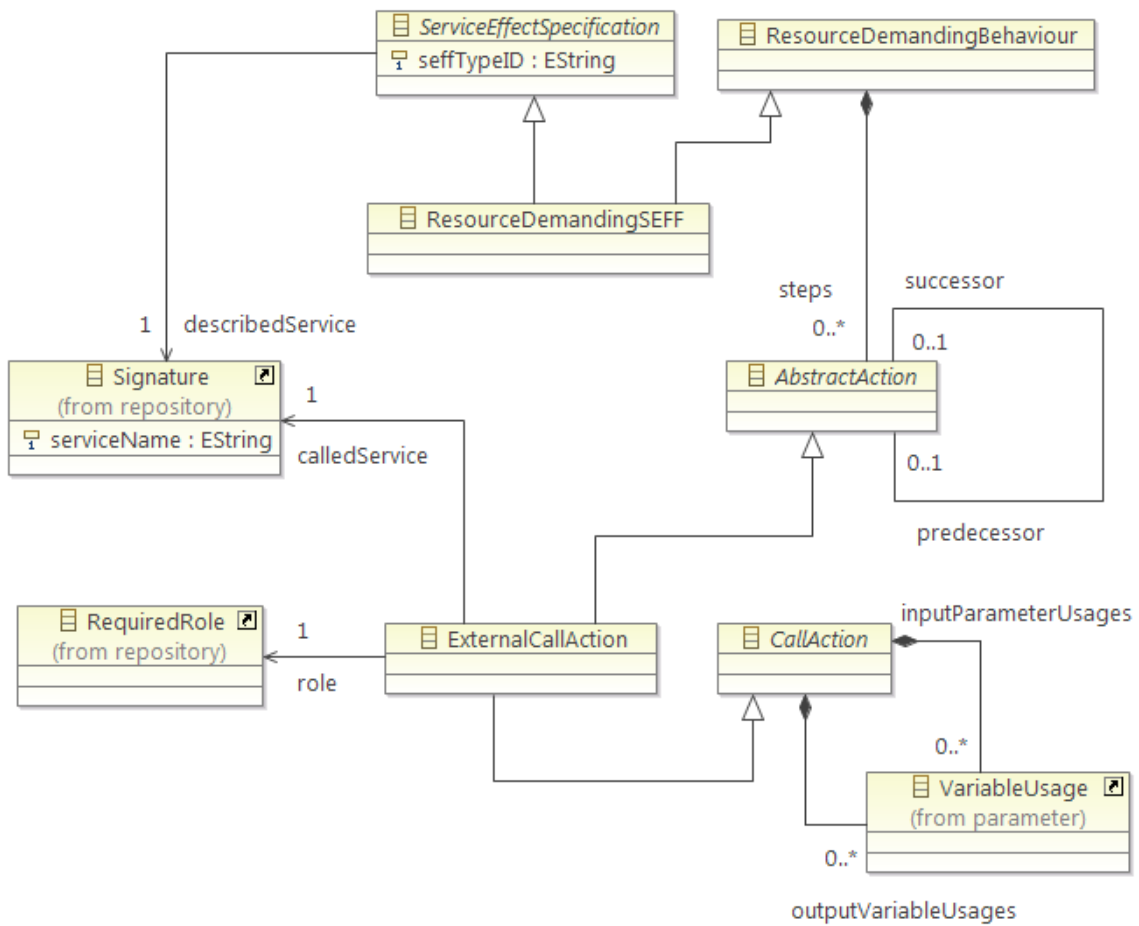 ServiceEffectSpecification
seffTypeID : EString
ResourceDemandingBehaviour
ResourceDemandingSEFF
steps
0..*
successor
0..1
1
describedService
Signature
(from repository)
serviceName : EString
1
calledService
AbstractAction
0..1
predecessor
RequiredRole
(from repository)
1
role
ExternalCallAction
CallAction
inputParameterUsages
0..*
VariableUsage
(from parameter)
0..*
outputVariableUsages